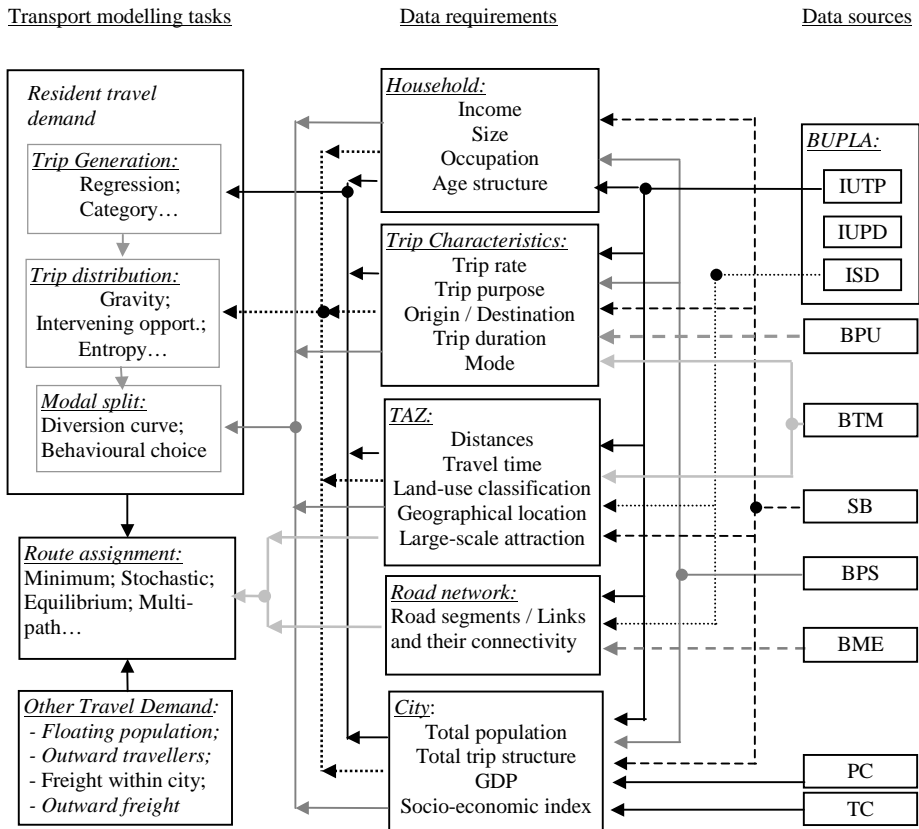 Transport modelling tasks
Data requirements
Data sources
Resident travel
demand
Trip Generation:
Regression;
Category…
Trip distribution:
Gravity;
Intervening opport.;
Entropy…
Modal split:
Diversion curve;
Behavioural choice
Route assignment:
Minimum; Stochastic;
Equilibrium; Multi-
path…
Other Travel Demand:
- Floating population;
- Outward travellers;
- Freight within city;
- Outward freight
Household:
Income
Size
Occupation
Age structure
Trip Characteristics:
Trip rate
Trip purpose
Origin / Destination
Trip duration
Mode
TAZ:
Distances
Travel time
Land-use classification
Geographical location
Large-scale attraction
Road network:
Road segments / Links
and their connectivity
City:
Total population
Total trip structure
GDP
Socio-economic index
BUPLA:
IUTP
IUPD
ISD
BPU
BTM
SB
BPS
BME
PC
TC